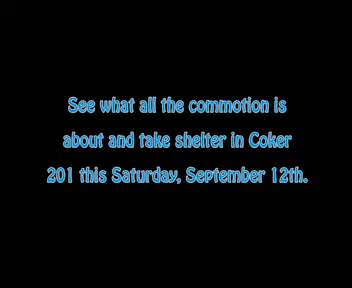 See what all the commotion is
about and take shelter in Coker
201 this Saturday, September 12th.